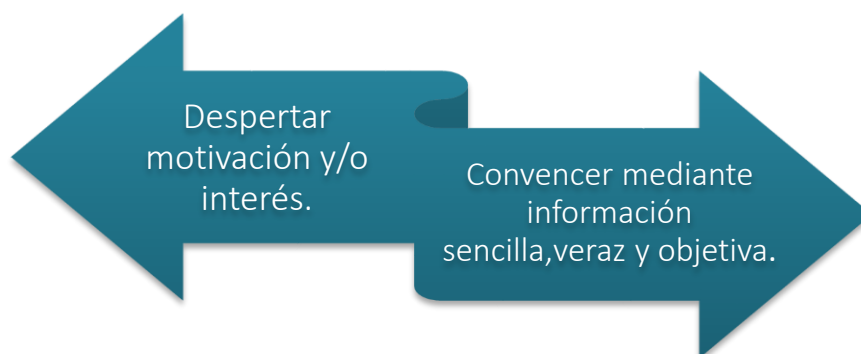 Despertar
motivación y/o
interés.
Convencer mediante
información
sencilla,veraz y objetiva.